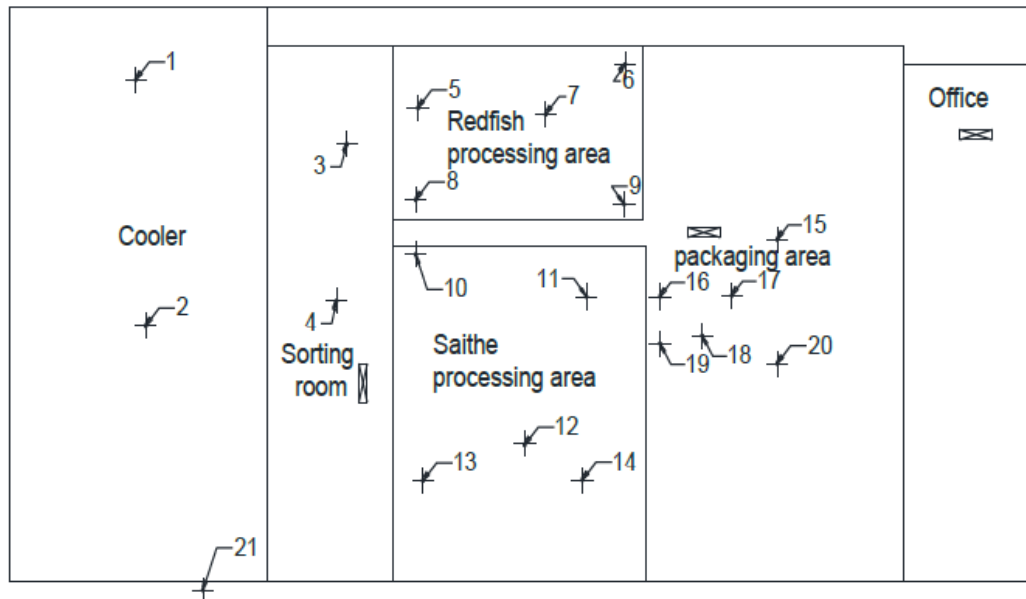 1
5
6
7
Office
Redfish
processing area
3
8
9
Cooler
15
packaging area
10
11
16
17
2
4
Sorting
room
Saithe
processing area
19
18
20
12
13
14
21